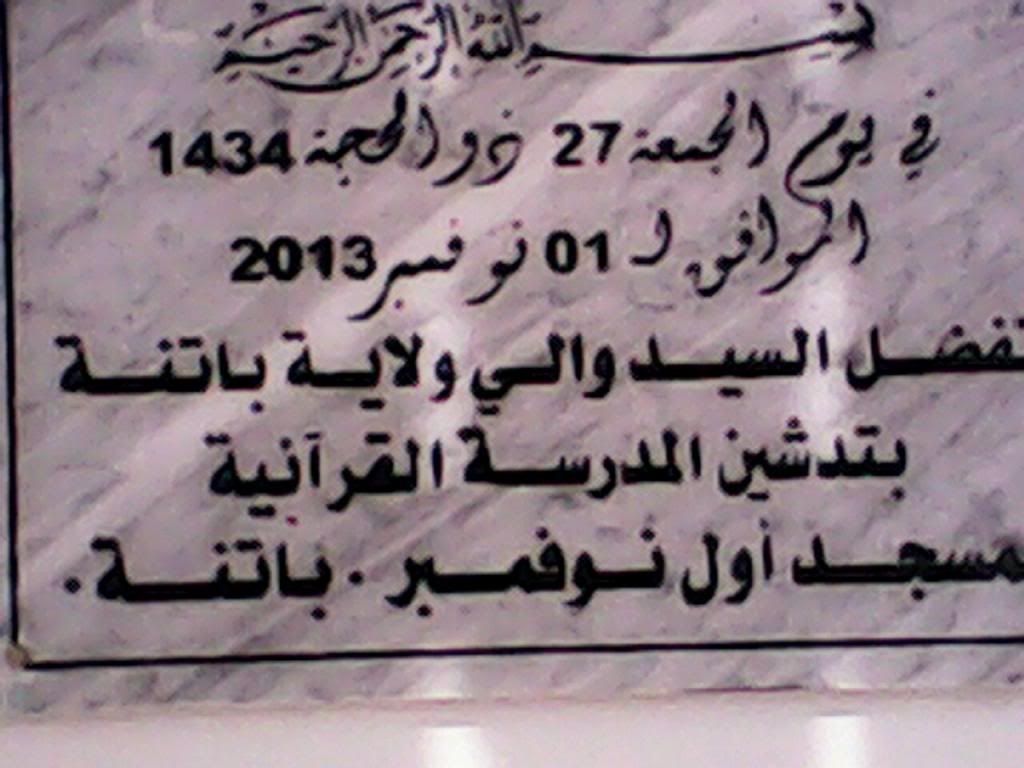 بسم الله الرحمن الرحيم
في يوم الجمعة 27 ذو الحجة 1434
الموافق لـ 01 نوفمبر 2013
تفضل السيد والي ولاية باتنة
بتدشين المدرسة القرآنية
لمسجد أول نوفمبر . باتنة .